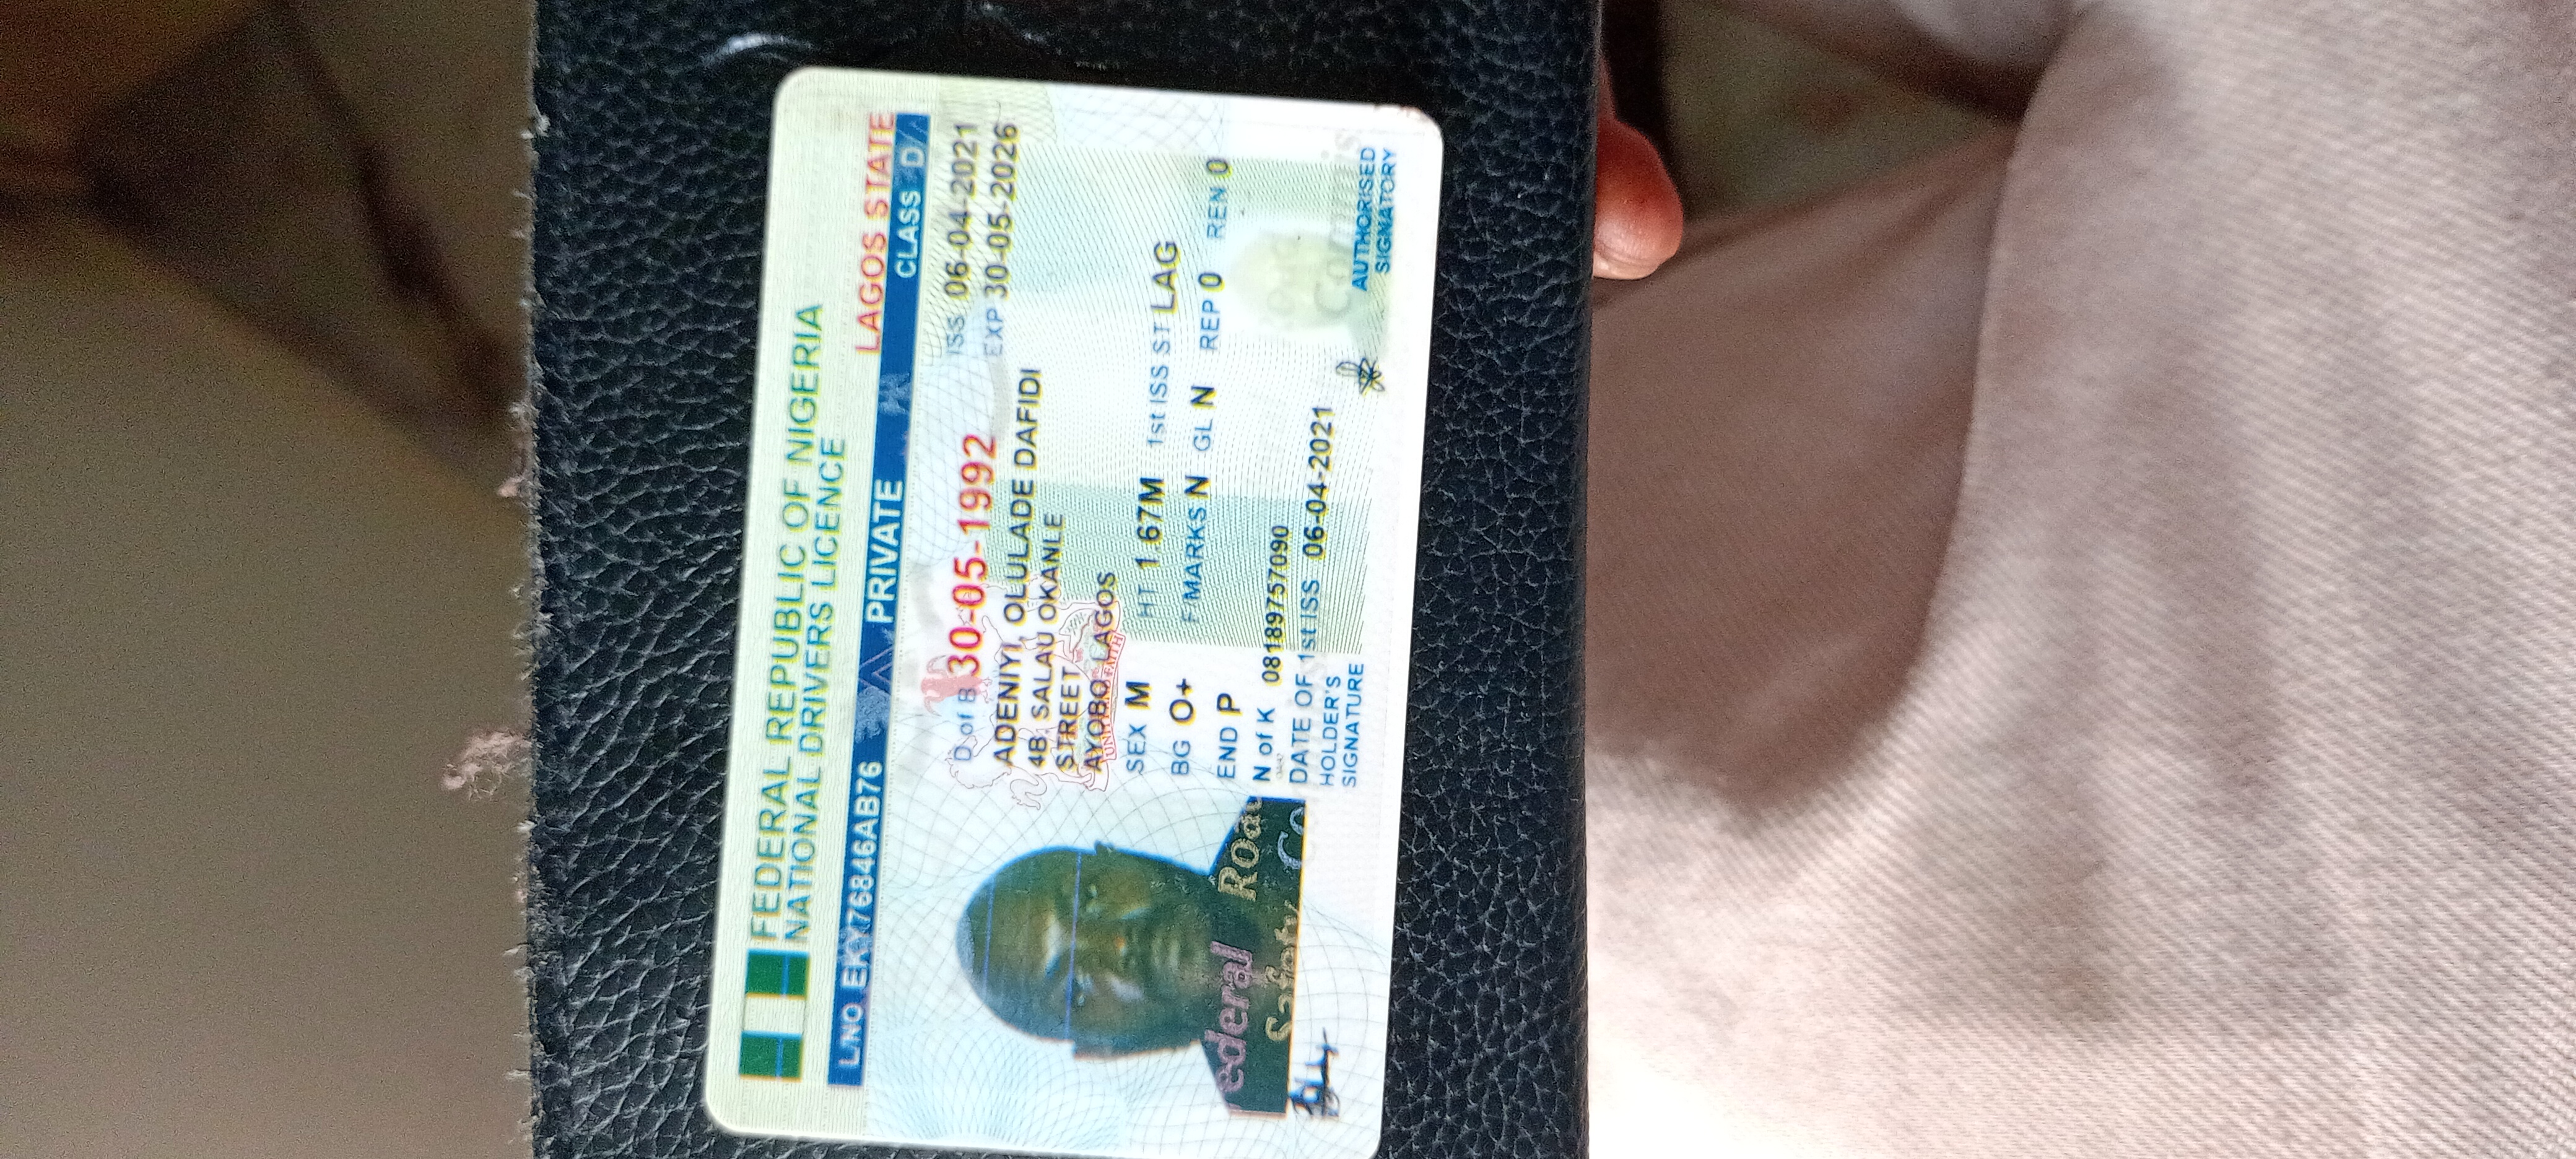 FEDERAL REPUBLIC OF NIGERIA
NATIONAL DRIVERS LICENCE
LAGOS STATE
L/NO EKY76846AB76 PRIVATE CLASS D
D of B 30-05-1992
ISS 06-04-2021
EXP 30-05-2026
ADENIYI, OLULADE DAFIDI
4B, SALAU OKANLE
STREET
AYOBO, LAGOS
UNITY AND FAITH
SEX M HT 1.67M 1st ISS ST LAG
BG O+ F/MARKS N GL N REP 0 REN 0
END P
N of K 08189757090
DATE OF 1st ISS 06-04-2021
HOLDER'S
SIGNATURE
AUTHORISED
SIGNATORY
ederal Roa
Safety Co
Commis